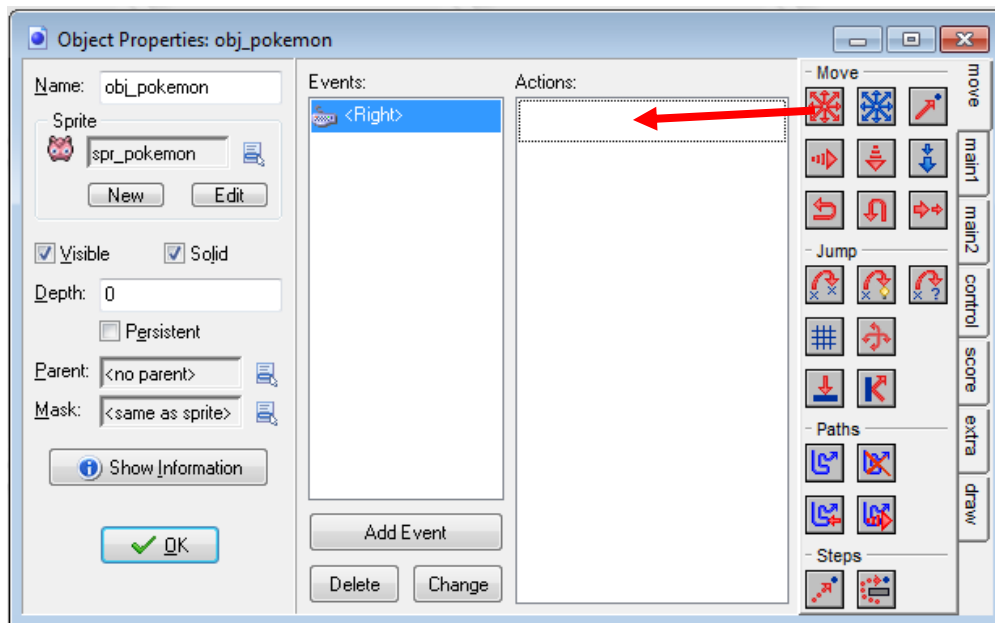 Object Properties: obj_pokemon
Name: obj_pokemon
Sprite
spr_pokemon
New Edit
Visible Solid
Depth: 0
Persistent
Parent: <no parent>
Mask: <same as sprite>
Show Information
OK
Events:
<Right>
Add Event
Delete Change
Actions:
Move
Jump
Paths
Steps
move
main1
main2
control
score
extra
draw